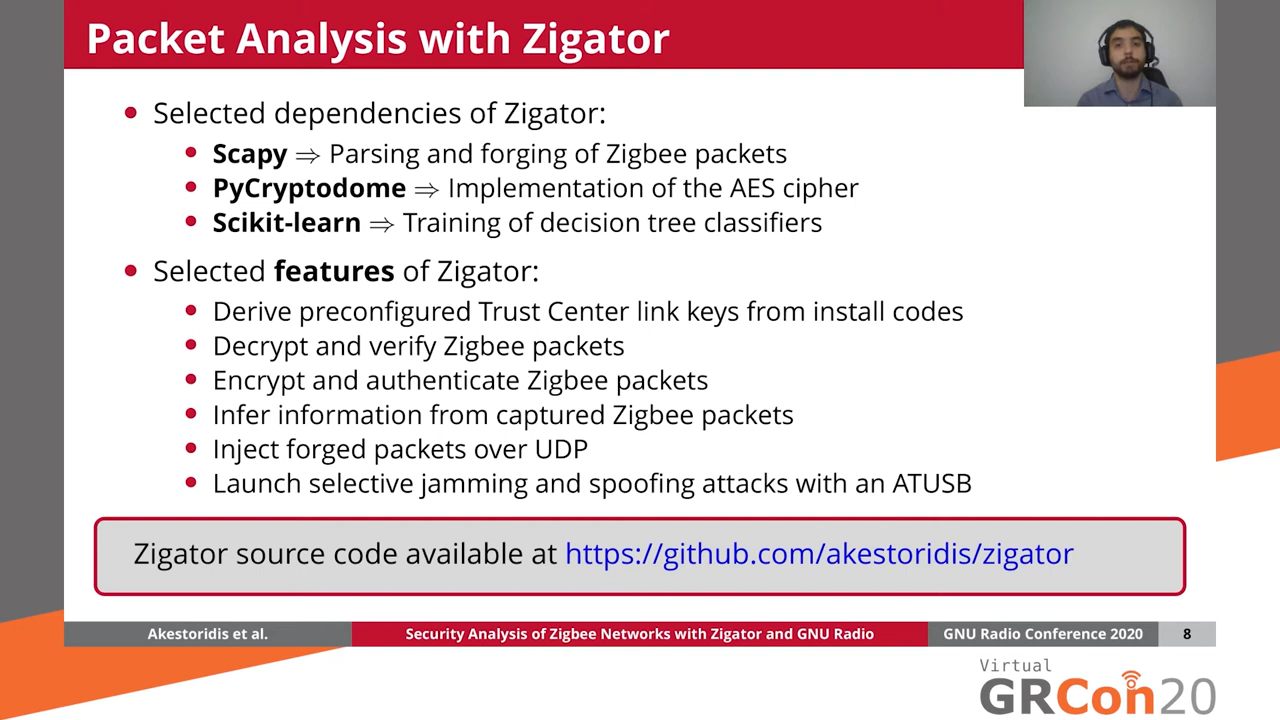 Packet Analysis with Zigator
• Selected dependencies of Zigator:
• Scapy ⇒ Parsing and forging of Zigbee packets
• PyCryptodome ⇒ Implementation of the AES cipher
• Scikit-learn ⇒ Training of decision tree classifiers
• Selected features of Zigator:
• Derive preconfigured Trust Center link keys from install codes
• Decrypt and verify Zigbee packets
• Encrypt and authenticate Zigbee packets
• Infer information from captured Zigbee packets
• Inject forged packets over UDP
• Launch selective jamming and spoofing attacks with an ATUSB
Zigator source code available at https://github.com/akestoridis/zigator
Akestoridis et al. Security Analysis of Zigbee Networks with Zigator and GNU Radio GNU Radio Conference 2020 8
Virtual
GRCon20